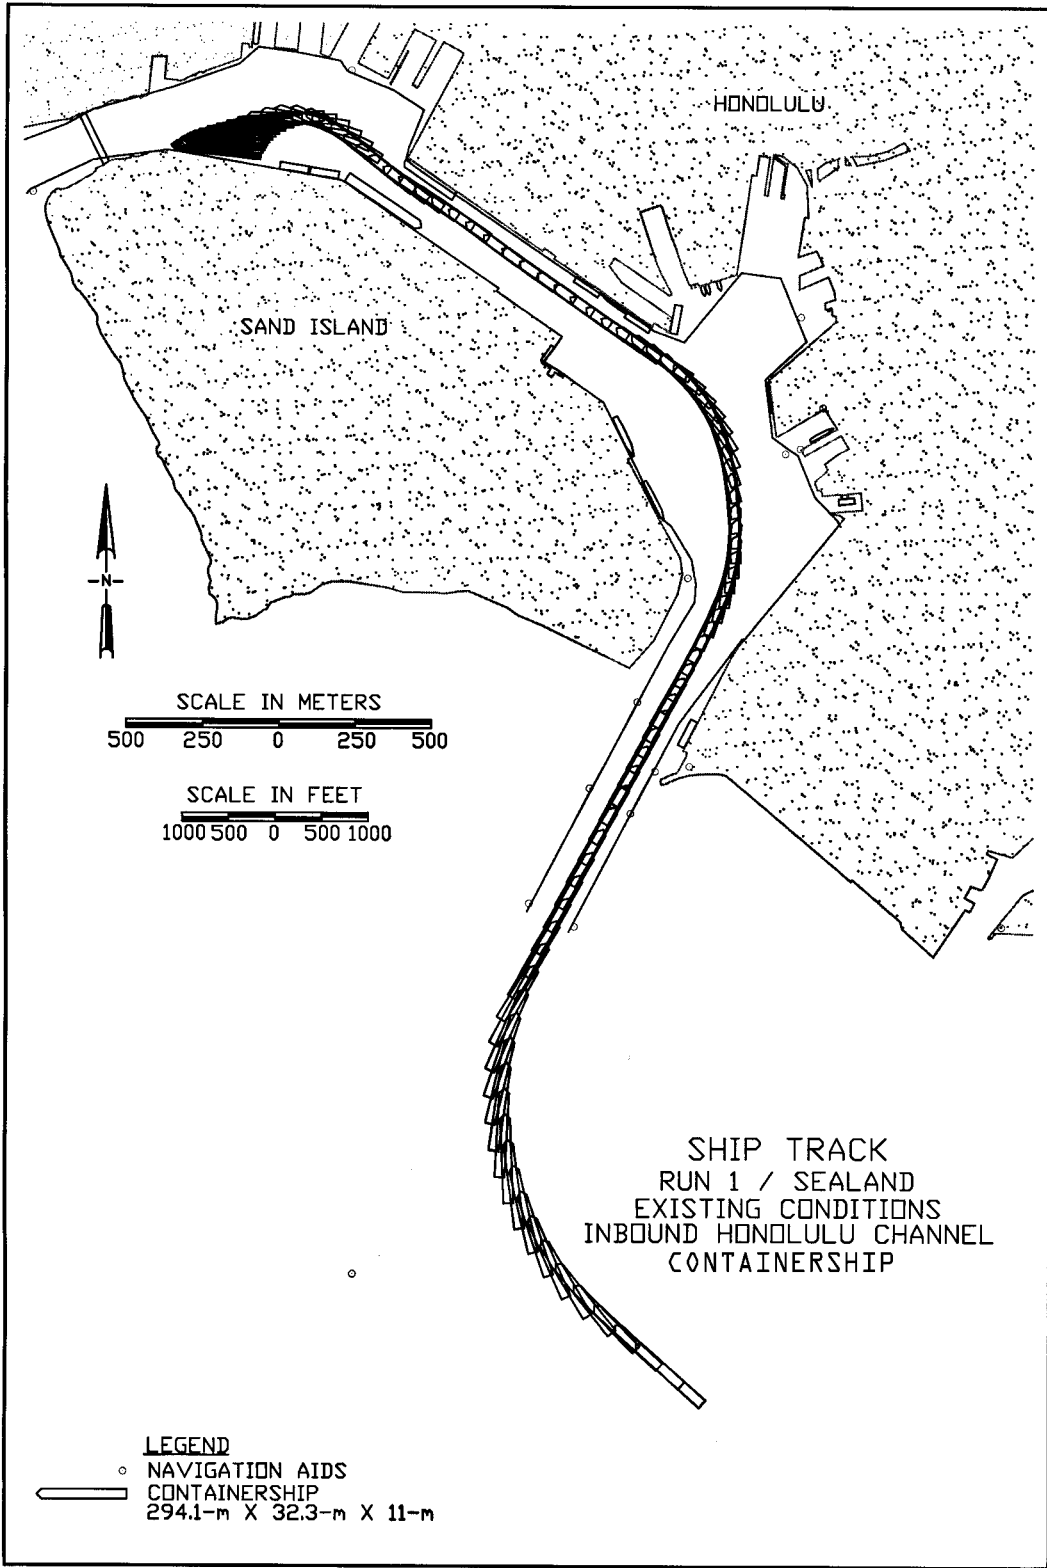 HONOLULU
SAND ISLAND
N
SCALE IN METERS
500 250 0 250 500
SCALE IN FEET
1000 500 0 500 1000
SHIP TRACK
RUN 1 / SEALAND
EXISTING CONDITIONS
INBOUND HONOLULU CHANNEL
CONTAINERSHIP
LEGEND
NAVIGATION AIDS
CONTAINERSHIP
294.1-m X 32.3-m X 11-m